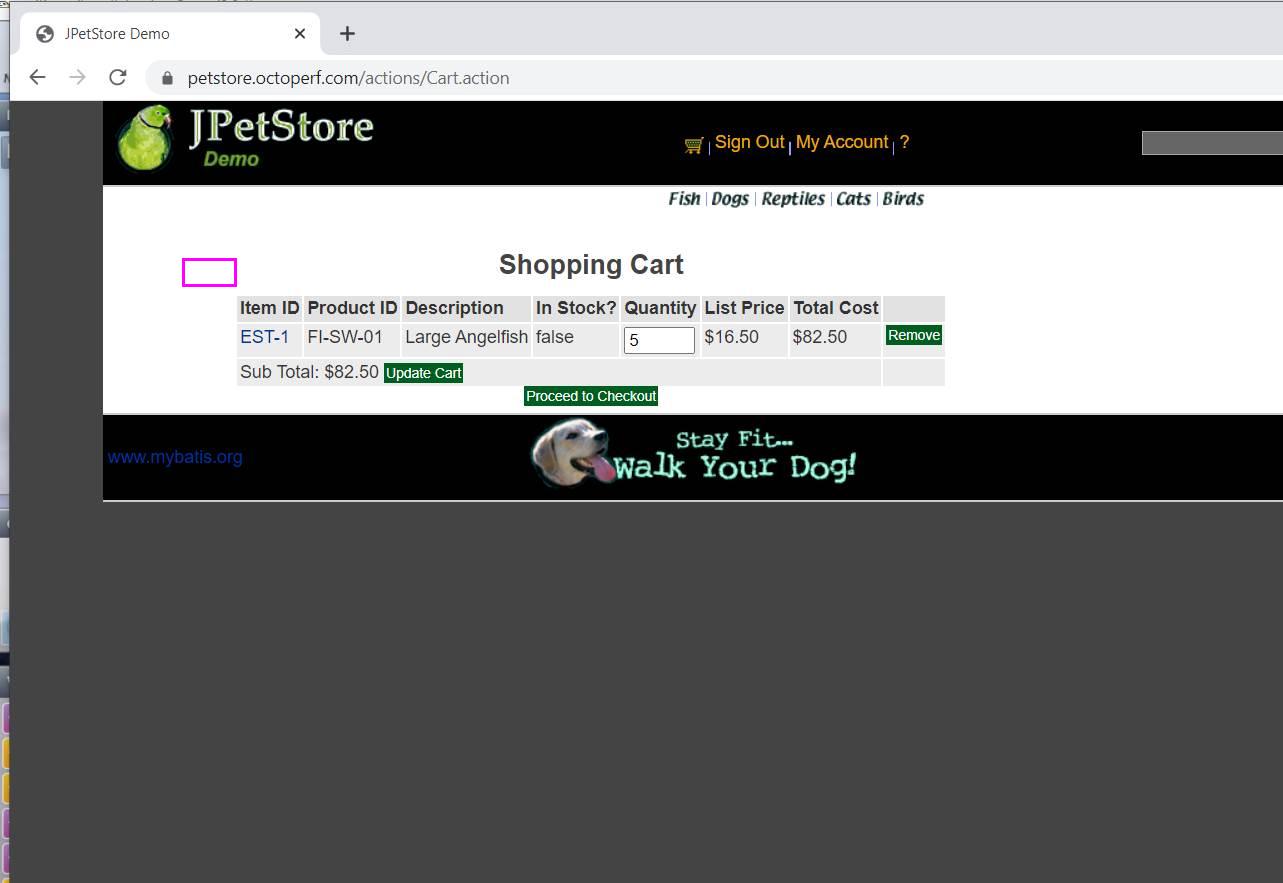 JPetStore Demo
petstore.octoperf.com/actions/Cart.action
JPetStore
Demo
Sign Out | My Account | ?
Fish | Dogs | Reptiles | Cats | Birds
Shopping Cart
Item ID Product ID Description In Stock? Quantity List Price Total Cost
EST-1 FI-SW-01 Large Angelfish false 5 $16.50 $82.50 Remove
Sub Total: $82.50 Update Cart
Proceed to Checkout
www.mybatis.org
Stay Fit...
Walk Your Dog!